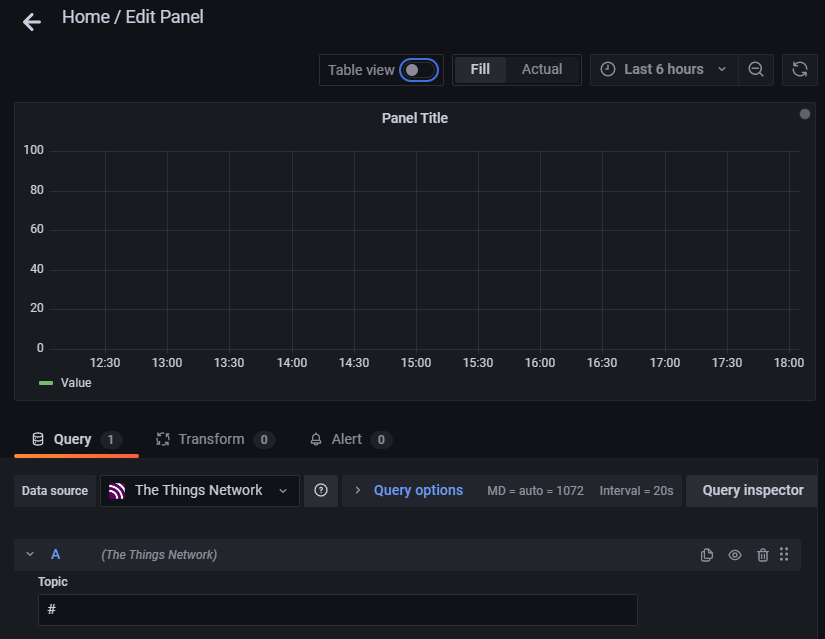 Home / Edit Panel
Table view Fill Actual Last 6 hours
Panel Title
100
80
60
40
20
0
12:30 13:00 13:30 14:00 14:30 15:00 15:30 16:00 16:30 17:00 17:30 18:00
Value
Query 1 Transform 0 Alert 0
Data source The Things Network Query options MD = auto = 1072 Interval = 20s Query inspector
A (The Things Network)
Topic
#